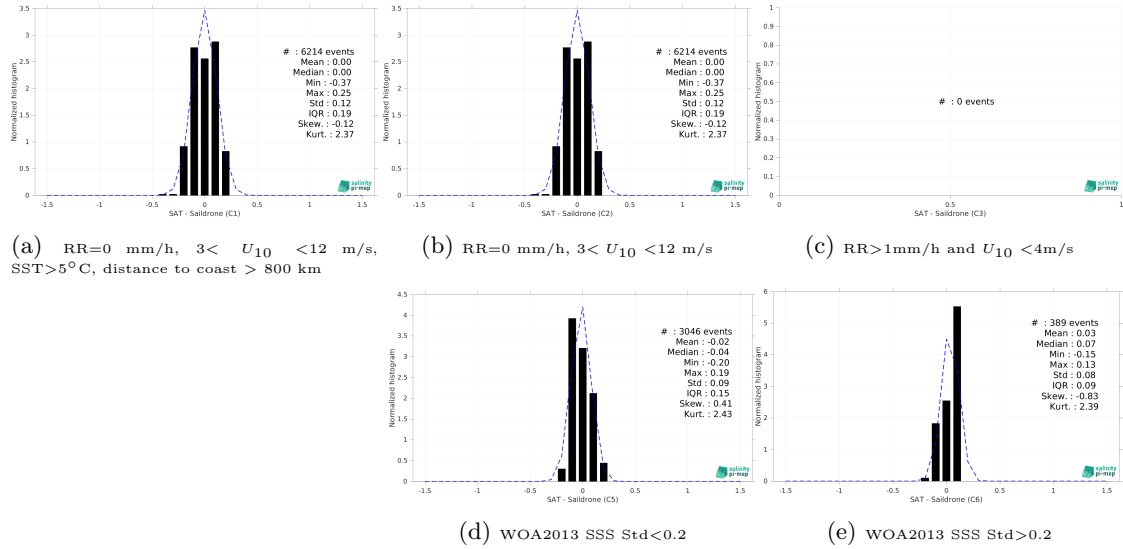 3.5
3
2.5
2
1.5
1
0.5
0
Normalized histogram
# : 6214 events
Mean : 0.00
Median : 0.00
Min : -0.37
Max : 0.25
Std : 0.12
IQR : 0.19
Skew. : -0.12
Kurt. : 2.37
salinity
pi-mep
-1.5 -1 -0.5 0 0.5 1 1.5
SAT - Saildrone (C1)
(a) RR=0 mm/h, 3< U10 <12 m/s,
SST>5°C, distance to coast > 800 km
3.5
3
2.5
2
1.5
1
0.5
0
Normalized histogram
# : 6214 events
Mean : 0.00
Median : 0.00
Min : -0.37
Max : 0.25
Std : 0.12
IQR : 0.19
Skew. : -0.12
Kurt. : 2.37
salinity
pi-mep
-1.5 -1 -0.5 0 0.5 1 1.5
SAT - Saildrone (C2)
(b) RR=0 mm/h, 3< U10 <12 m/s
1
0.9
0.8
0.7
0.6
0.5
0.4
0.3
0.2
0.1
0
Normalized histogram
# : 0 events
salinity
pi-mep
0 0.5 1
SAT - Saildrone (C3)
(c) RR>1mm/h and U10 <4m/s
4.5
4
3.5
3
2.5
2
1.5
1
0.5
0
Normalized histogram
# : 3046 events
Mean : -0.02
Median : -0.04
Min : -0.20
Max : 0.19
Std : 0.09
IQR : 0.15
Skew. : 0.41
Kurt. : 2.43
salinity
pi-mep
-1.5 -1 -0.5 0 0.5 1 1.5
SAT - Saildrone (C5)
(d) WOA2013 SSS Std<0.2
6
5
4
3
2
1
0
Normalized histogram
# : 389 events
Mean : 0.03
Median : 0.07
Min : -0.15
Max : 0.13
Std : 0.08
IQR : 0.09
Skew. : -0.83
Kurt. : 2.39
salinity
pi-mep
-1.5 -1 -0.5 0 0.5 1 1.5
SAT - Saildrone (C6)
(e) WOA2013 SSS Std>0.2